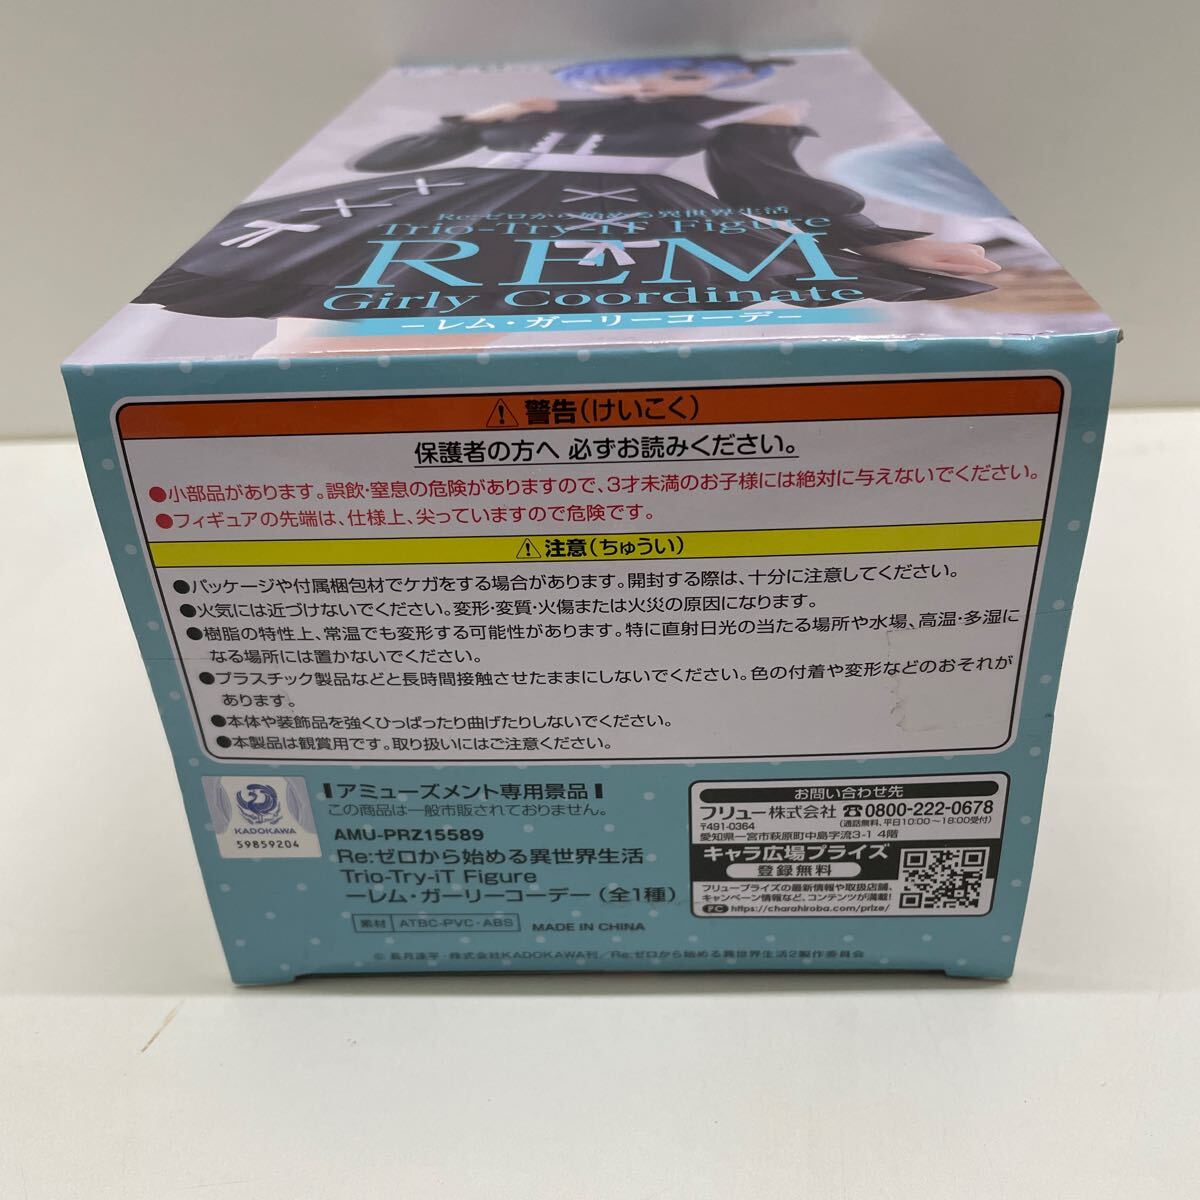 Re:ゼロから始める異世界生活
Trio-Try-iT Figure
REM
Girly Coordinate
-レム・ガーリーコーデ-
⚠警告(けいこく)
保護者の方へ 必ずお読みください。
●小部品があります。誤飲・窒息の危険がありますので、3才未満のお子様には絶対に与えないでください。
●フィギュアの先端は、仕様上、尖っていますので危険です。
⚠注意(ちゅうい)
●パッケージや付属梱包材でケガをする場合があります。開封する際は、十分に注意してください。
●火気には近づけないでください。変形・変質・火傷または火災の原因になります。
●樹脂の特性上、常温でも変形する可能性があります。特に直射日光の当たる場所や水場、高温・多湿に
なる場所には置かないでください。
●プラスチック製品などと長時間接触させたままにしないでください。色の付着や変形などのおそれが
あります。
●本体や装飾品を強くひっぱったり曲げたりしないでください。
●本製品は観賞用です。取り扱いにはご注意ください。
KADOKAWA
59859204
アミューズメント専用景品
この商品は一般市販されておりません。
AMU-PRZ15589
Re:ゼロから始める異世界生活
Trio-Try-iT Figure
ーレム・ガーリーコーデー(全1種)
素材 ATBC-PVC・ABS MADE IN CHINA
お問い合わせ先
フリュー株式会社 ☎0800-222-0678
〒491-0364 (通話無料、平日10:00～18:00受付)
愛知県一宮市萩原町中島字流3-1 4階
キャラ広場プライズ
登録無料
フリュープライズの最新情報や取扱店舗、
キャンペーン情報など、コンテンツが満載!
PC https://charahiroba.com/prize/
© 長月達平・株式会社KADOKAWA刊／Re:ゼロから始める異世界生活2製作委員会